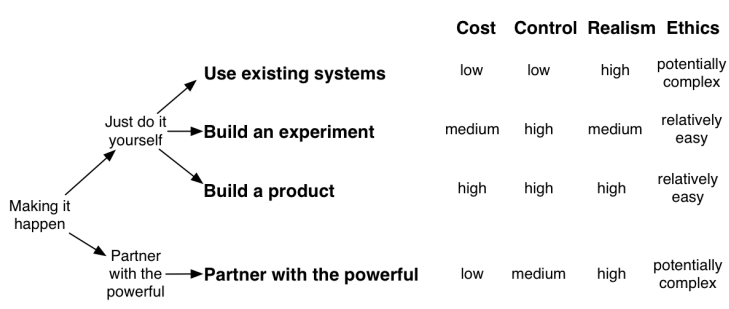 Cost Control Realism Ethics
Use existing systems low low high potentially
complex
Just do it
yourself
Build an experiment medium high medium relatively
easy
Build a product high high high relatively
easy
Making it
happen
Partner
with the
powerful
Partner with the powerful low medium high potentially
complex